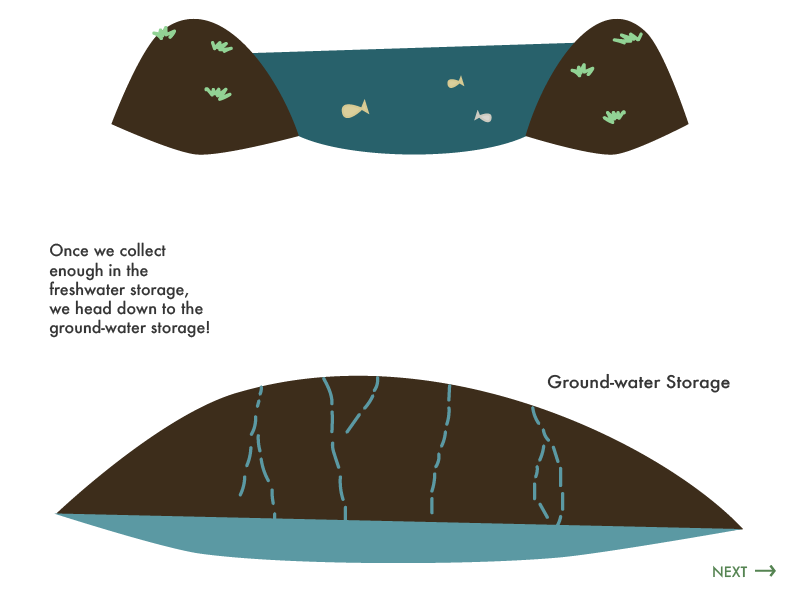 Once we collect
enough in the
freshwater storage,
we head down to the
ground-water storage!
Ground-water Storage
NEXT →